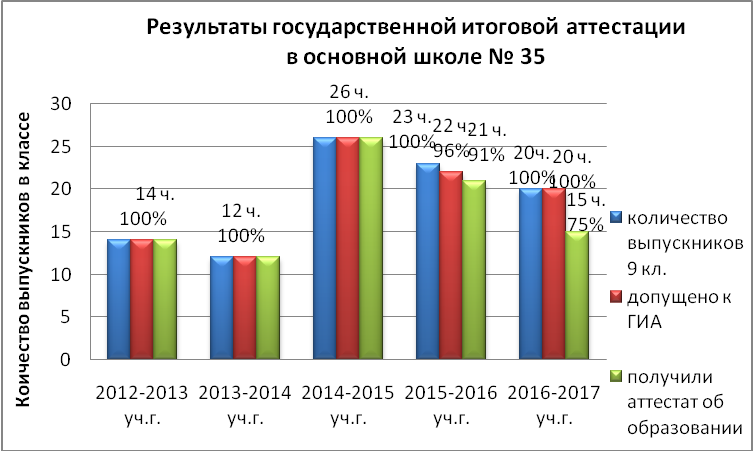 Результаты государственной итоговой аттестации
в основной школе № 35
Коичество выпускников в классе
30
25
20
15
10
5
0
14 ч.
100%
12 ч.
100%
26 ч.
100%
23 ч.
100%
22 ч.
96%
21 ч.
91%
20ч.
100%
20 ч.
100%
15 ч.
75%
2012-2013
уч.г.
2013-2014
уч.г.
2014-2015
уч.г.
2015-2016
уч.г.
2016-2017
уч.г.
количество
выпускников
9 кл.
допущено к
ГИА
получили
аттестат об
образовании